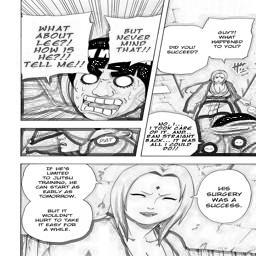 GUY?!
WHAT
HAPPENED
TO YOU?
DID YOU
SUCCEED?
NO, I...
I TOOK CARE
OF IT, AND...
RAN STRAIGHT
BACK... IT WAS
ALL I COULD
DO!!
BUT
NEVER
MIND
THAT!!
WHAT
ABOUT
LEE?!
HOW IS
HE?!!
TELL ME!!
PAT
HIS
SURGERY
WAS A
SUCCESS.
IF HE'S
LIMITED
TO JUTSU
TRAINING, HE
CAN START AS
EARLY AS
TOMORROW.
BUT IT
WOULDN'T
HURT TO TAKE
IT EASY FOR
A WHILE.